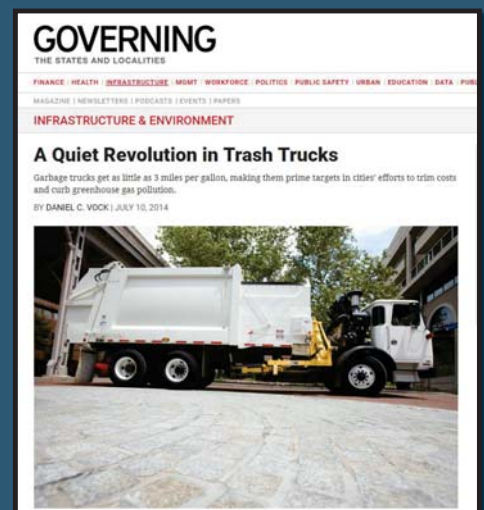 GOVERNING
THE STATES AND LOCALITIES
FINANCE | HEALTH | INFRASTRUCTURE | MGMT | WORKFORCE | POLITICS | PUBLIC SAFETY | URBAN | EDUCATION | DATA | PUBL
MAGAZINE | NEWSLETTERS | PODCASTS | EVENTS | PAPERS
INFRASTRUCTURE & ENVIRONMENT
A Quiet Revolution in Trash Trucks
Garbage trucks get as little as 3 miles per gallon, making them prime targets in cities' efforts to trim costs
and curb greenhouse gas pollution.
BY DANIEL C. VOCK | JULY 10, 2014